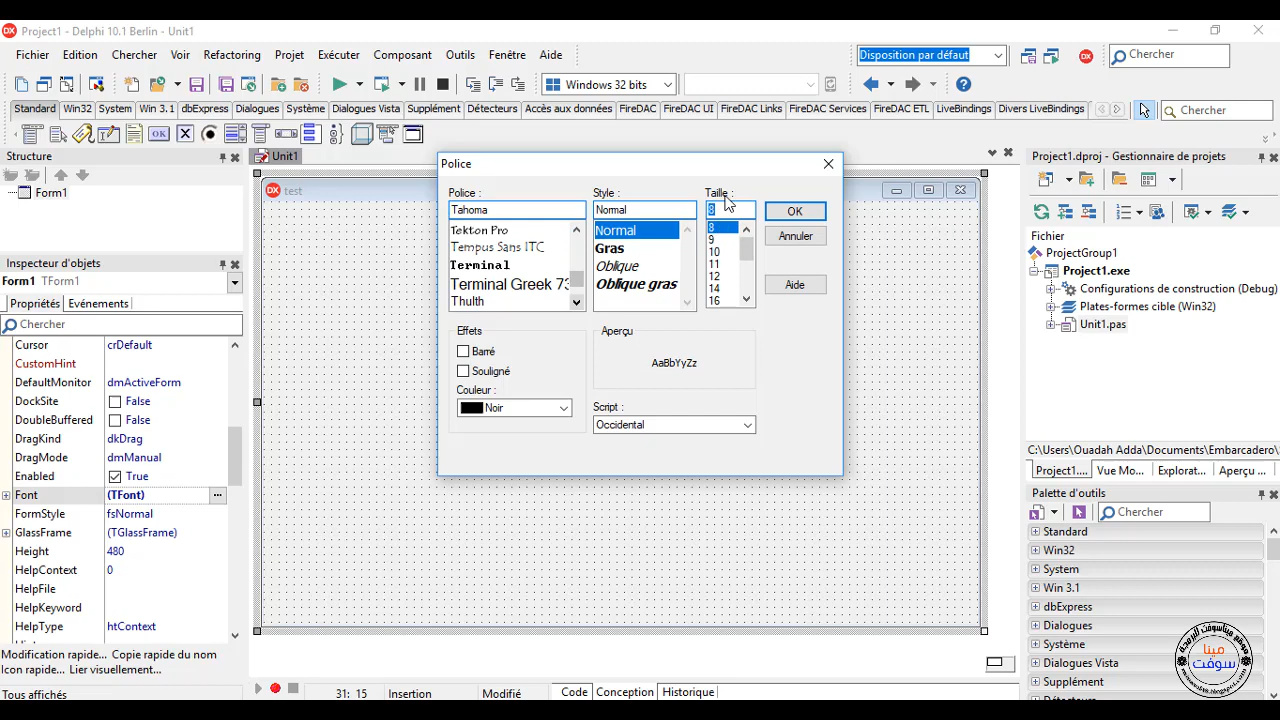 Project1 - Delphi 10.1 Berlin - Unit1
Fichier Edition Chercher Voir Refactoring Projet Exécuter Composant Outils Fenêtre Aide
Disposition par défaut
Chercher
Windows 32 bits
Standard Win32 System Win 3.1 dbExpress Dialogues Système Dialogues Vista Supplément Détecteurs Accès aux données FireDAC FireDAC UI FireDAC Links FireDAC Services FireDAC ETL LiveBindings Divers LiveBindings
Chercher
Structure
Form1
Unit1
test
Inspecteur d'objets
Form1 TForm1
Propriétés Evénements
Chercher
Cursor crDefault
CustomHint
DefaultMonitor dmActiveForm
DockSite False
DoubleBuffered False
DragKind dkDrag
DragMode dmManual
Enabled True
Font (TFont)
FormStyle fsNormal
GlassFrame (TGlassFrame)
Height 480
HelpContext 0
HelpFile
HelpKeyword
HelpType htContext
Modification rapide... Copie rapide du nom
Icon rapide... Lier visuellement...
Tous affichés
Police
Police : Style : Taille :
Tahoma Normal 8
OK
Tekton Pro
Tempus Sans ITC
Terminal
Terminal Greek 73
Thulth
Normal
Gras
Oblique
Oblique gras
8
9
10
11
12
14
16
Annuler
Aide
Effets
Barré
Souligné
Couleur :
Noir
Aperçu
AaBbYyZz
Script :
Occidental
31: 15 Insertion Modifié Code Conception Historique
Project1.dproj - Gestionnaire de projets
Fichier
ProjectGroup1
Project1.exe
Configurations de construction (Debug)
Plates-formes cible (Win32)
Unit1.pas
C:\Users\Ouadah Adda\Documents\Embarcadero\S
Project1.... Vue Mo... Explorat... Aperçu ...
Palette d'outils
Chercher
Standard
Win32
System
Win 3.1
dbExpress
Dialogues
Système
Dialogues Vista
Supplément
Détecteurs
مينا
سوفت